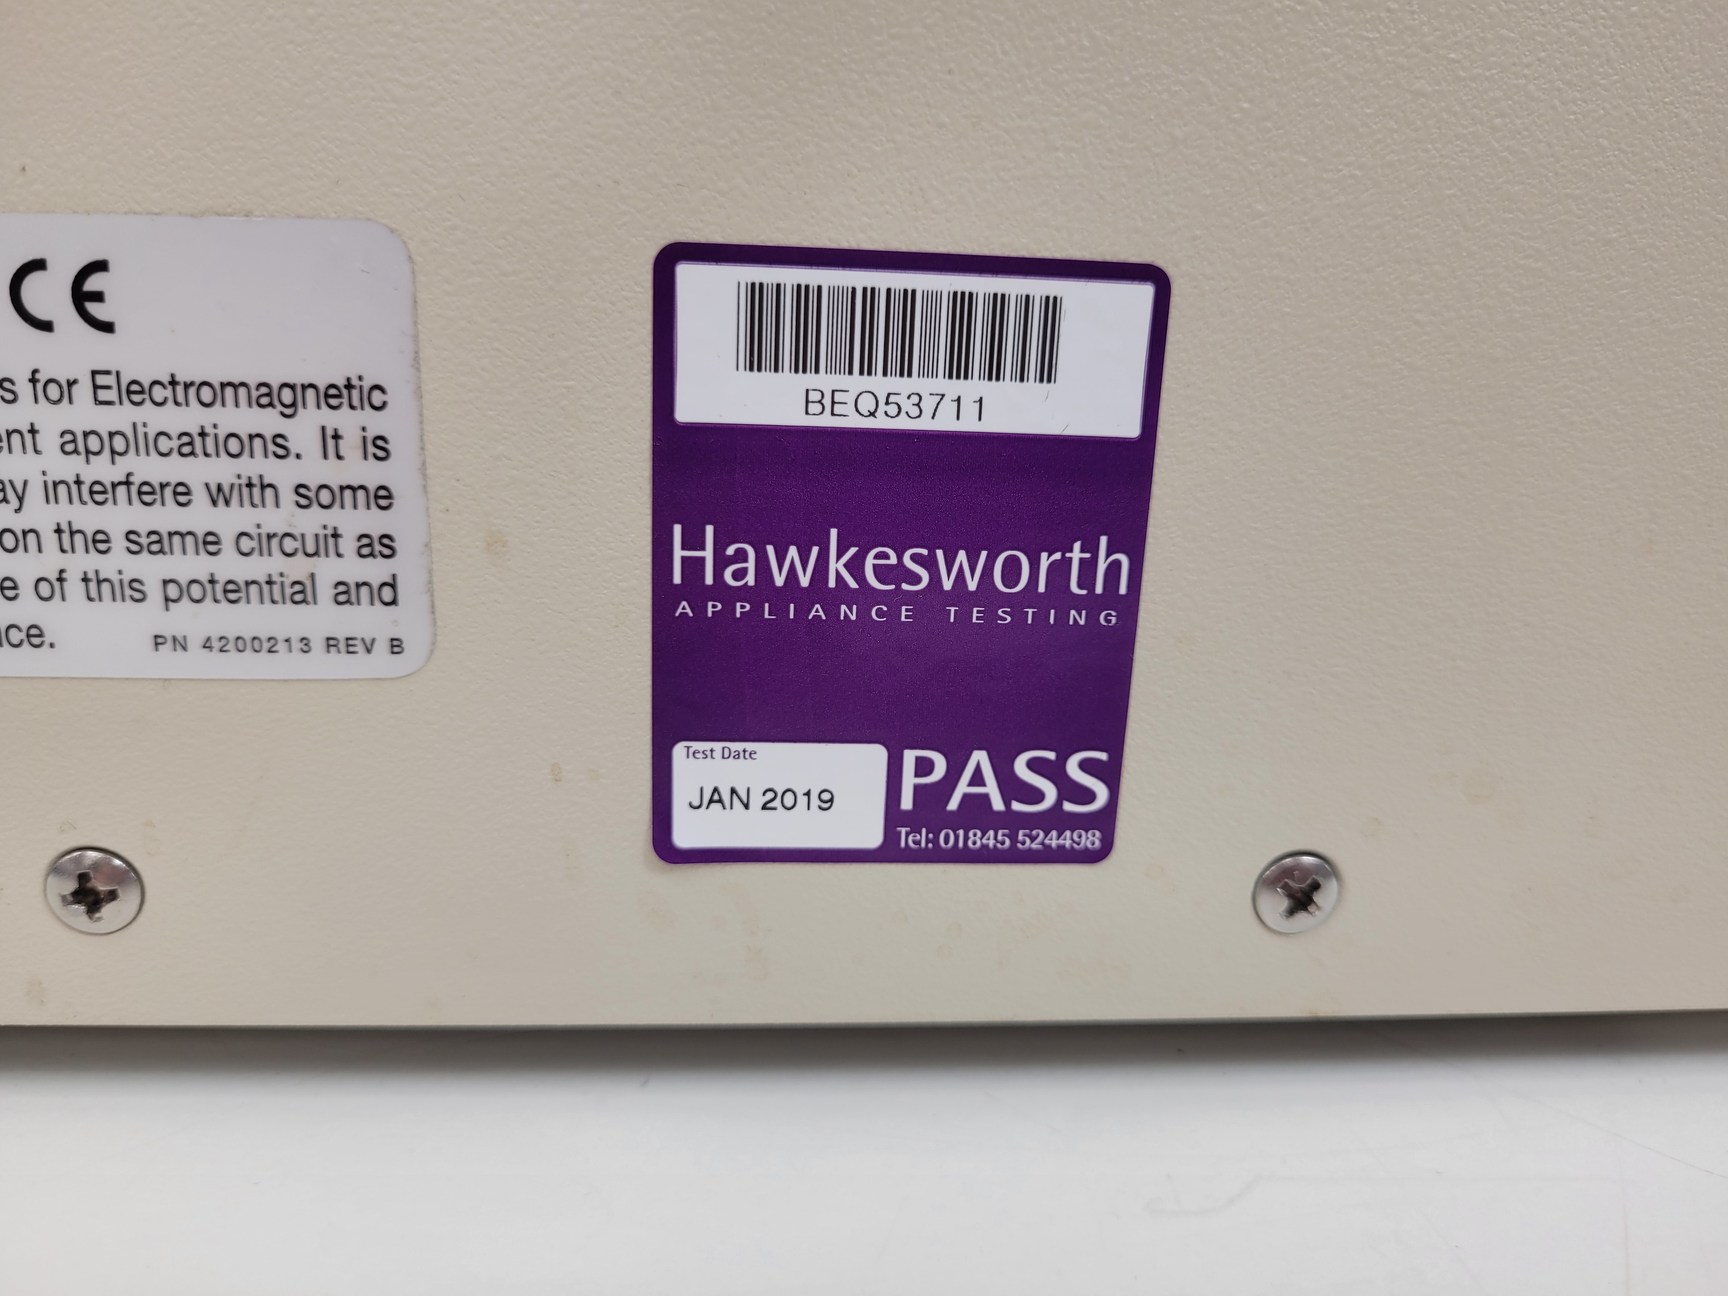 CE
s for Electromagnetic
ent applications. It is
ay interfere with some
on the same circuit as
e of this potential and
ce.
PN 4200213 REV B
BEQ53711
Hawkesworth
APPLIANCE TESTING
Test Date
JAN 2019
PASS
Tel: 01845 524498